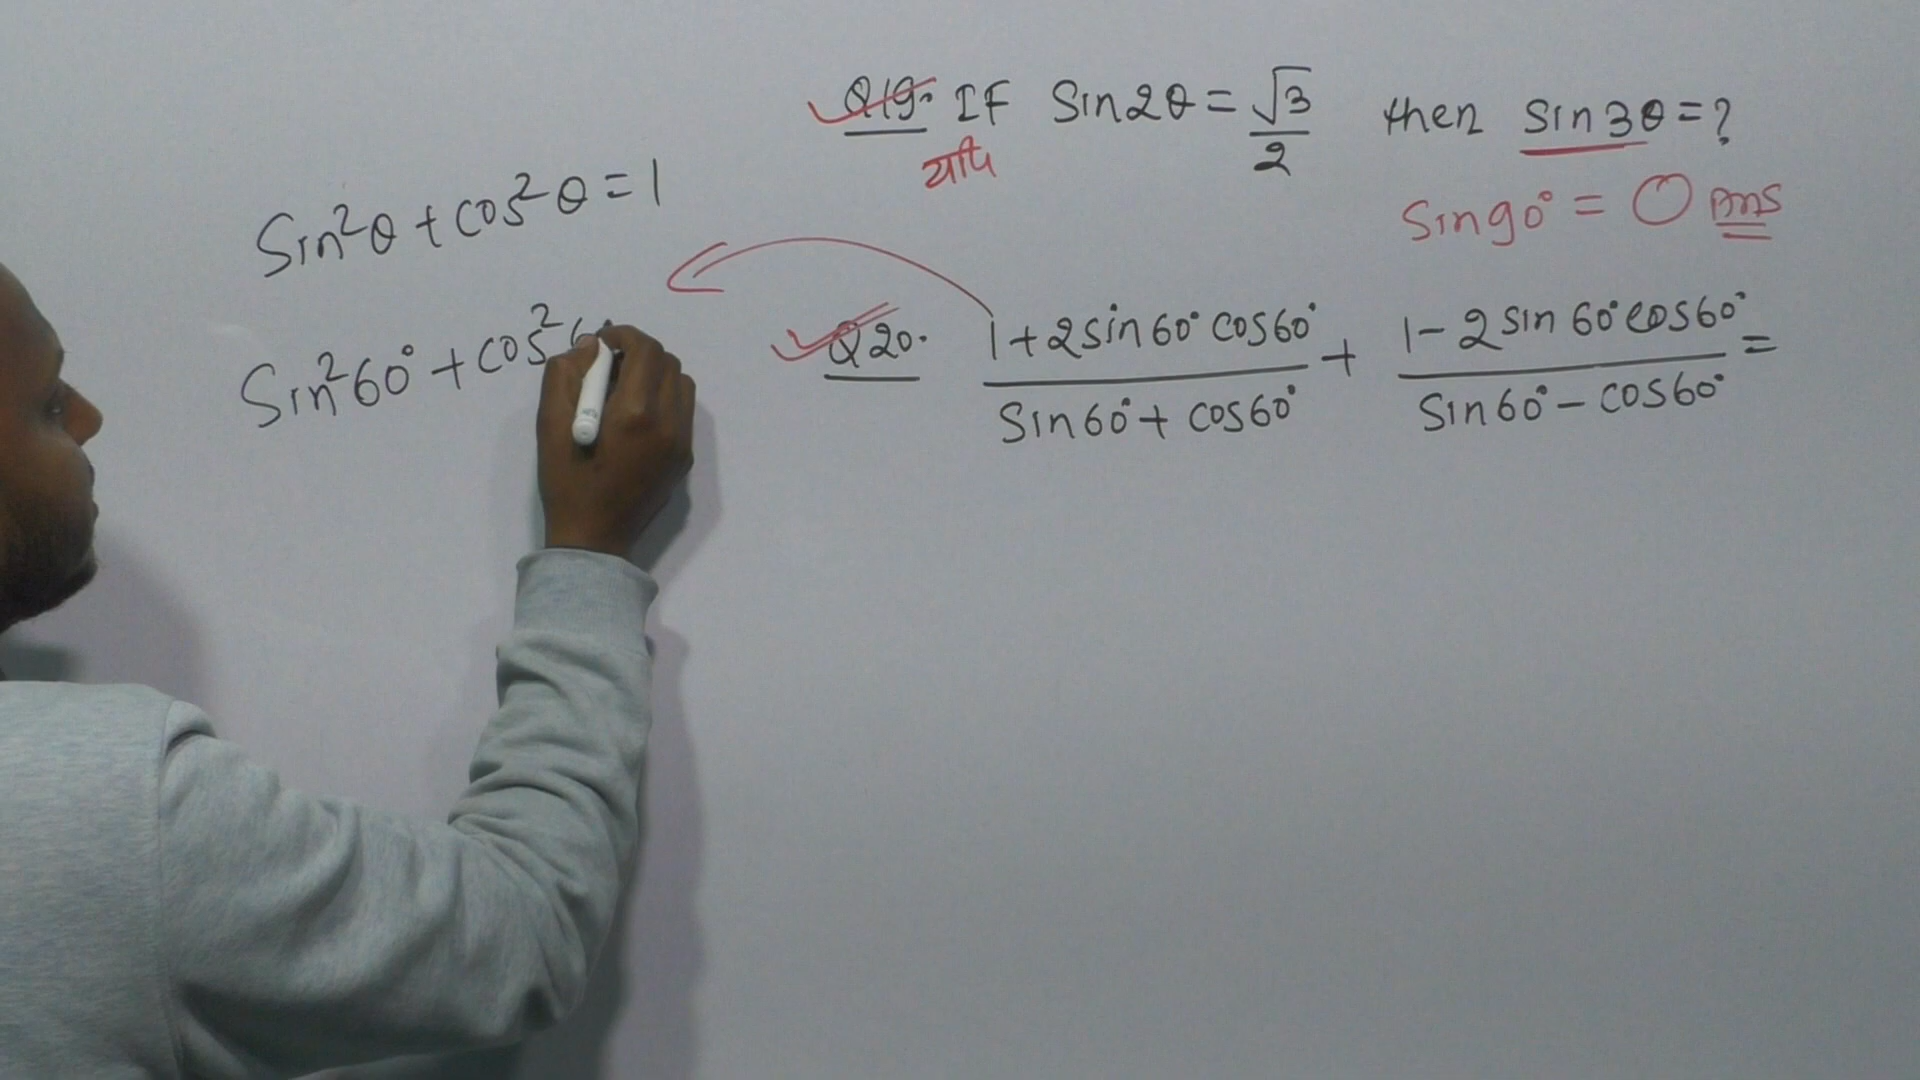 Q19. IF Sin2θ = √3/2 then Sin3θ = ?
यदि
Sin90° = 0 Ans
Sin²θ + cos²θ = 1
Sin²60° + cos²6
Q20. 1+2sin60° cos60° / Sin60° + cos60° + 1-2sin60° cos60° / Sin60° - cos60° =